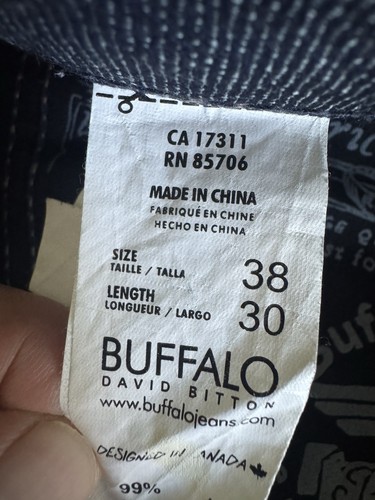 CA 17311
RN 85706
MADE IN CHINA
FABRIQUÉ EN CHINE
HECHO EN CHINA
SIZE
TAILLE / TALLA 38
LENGTH
LONGUEUR / LARGO 30
BUFFALO
DAVID BITTON
www.buffalojeans.com
DESIGNED IN ANADA
99%